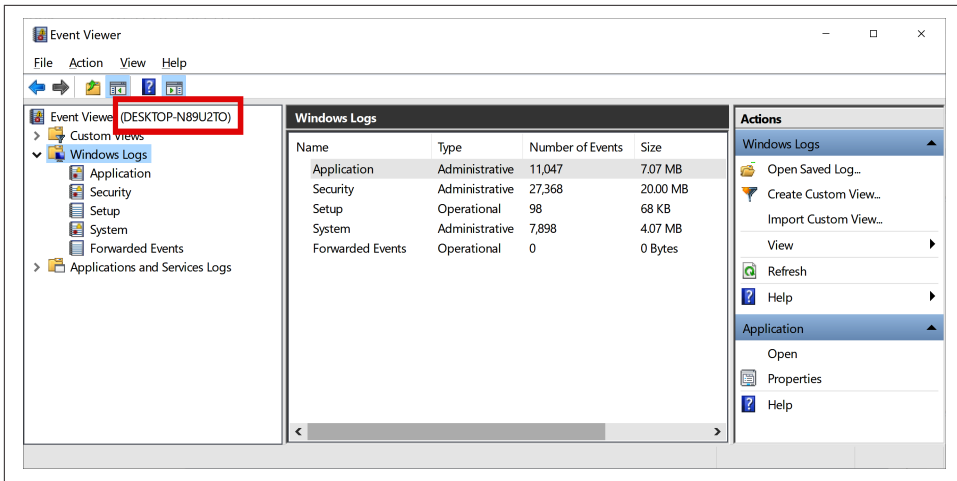 Event Viewer
File Action View Help
Event Viewe (DESKTOP-N89U2TO)
Custom Views
Windows Logs
Application
Security
Setup
System
Forwarded Events
Applications and Services Logs
Windows Logs
Name Type Number of Events Size
Application Administrative 11,047 7.07 MB
Security Administrative 27,368 20.00 MB
Setup Operational 98 68 KB
System Administrative 7,898 4.07 MB
Forwarded Events Operational 0 0 Bytes
Actions
Windows Logs
Open Saved Log...
Create Custom View...
Import Custom View...
View
Refresh
Help
Application
Open
Properties
Help